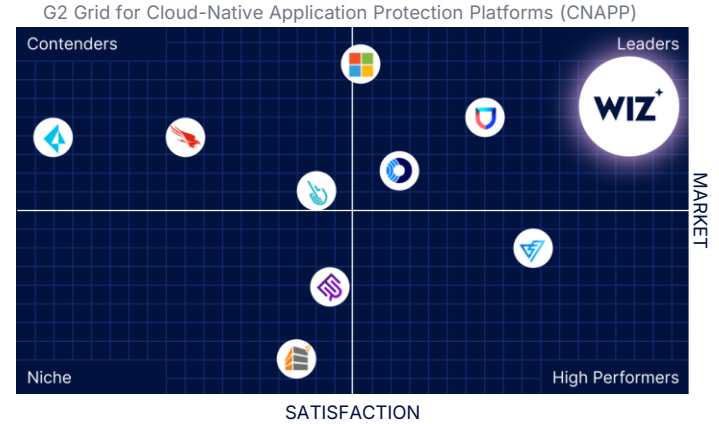 G2 Grid for Cloud-Native Application Protection Platforms (CNAPP)
Contenders
Leaders
WIZ
MARKET
Niche
High Performers
SATISFACTION